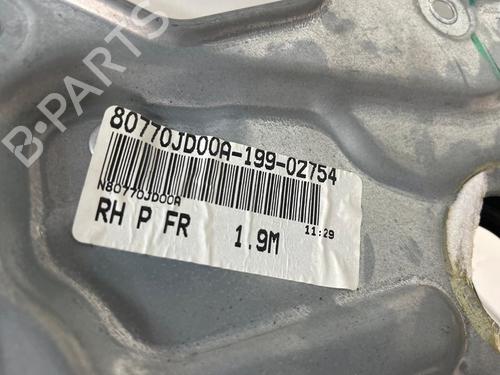 B-PARTS
80770JD00A-199-02754
N80770JD00A
11:29
RH P FR 1.9M